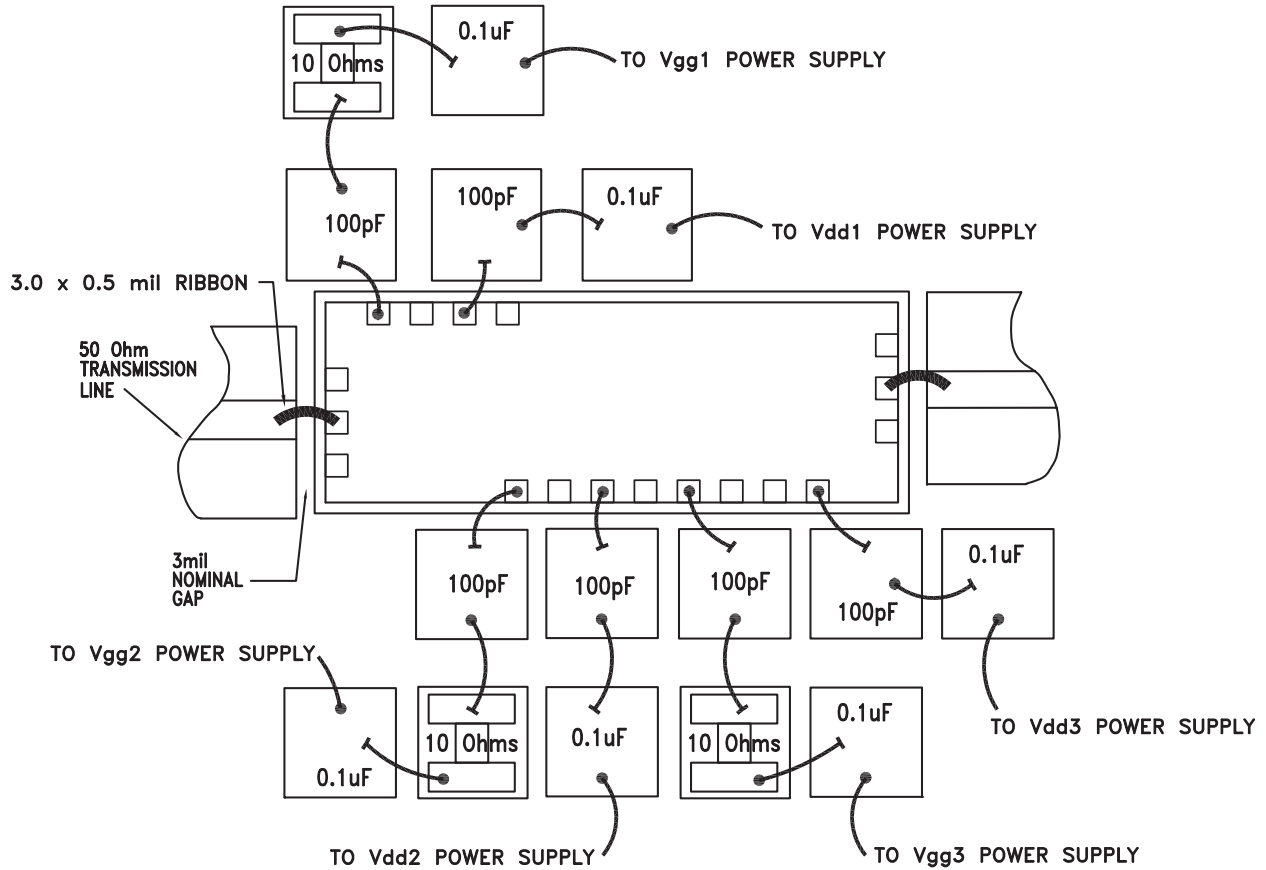 0.1uF
TO Vgg1 POWER SUPPLY
10 Ohms
100pF
0.1uF
100pF
TO Vdd1 POWER SUPPLY
3.0 x 0.5 mil RIBBON
50 Ohm
TRANSMISSION
LINE
3mil
NOMINAL
GAP
100pF
100pF
100pF
0.1uF
100pF
TO Vgg2 POWER SUPPLY
0.1uF
10 Ohms
0.1uF
10 Ohms
0.1uF
TO Vdd3 POWER SUPPLY
TO Vdd2 POWER SUPPLY
TO Vgg3 POWER SUPPLY